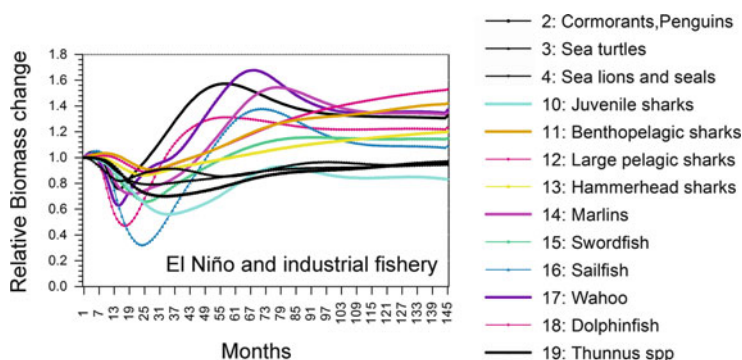 Relative Biomass change
1.8
1.6
1.4
1.2
1.0
0.8
0.6
0.4
0.2
0.0
El Niño and industrial fishery
1 7 13 19 25 31 37 43 49 55 61 67 73 79 85 91 97 103 109 115 121 127 133 139 145
Months
2: Cormorants,Penguins
3: Sea turtles
4: Sea lions and seals
10: Juvenile sharks
11: Benthopelagic sharks
12: Large pelagic sharks
13: Hammerhead sharks
14: Marlins
15: Swordfish
16: Sailfish
17: Wahoo
18: Dolphinfish
19: Thunnus spp